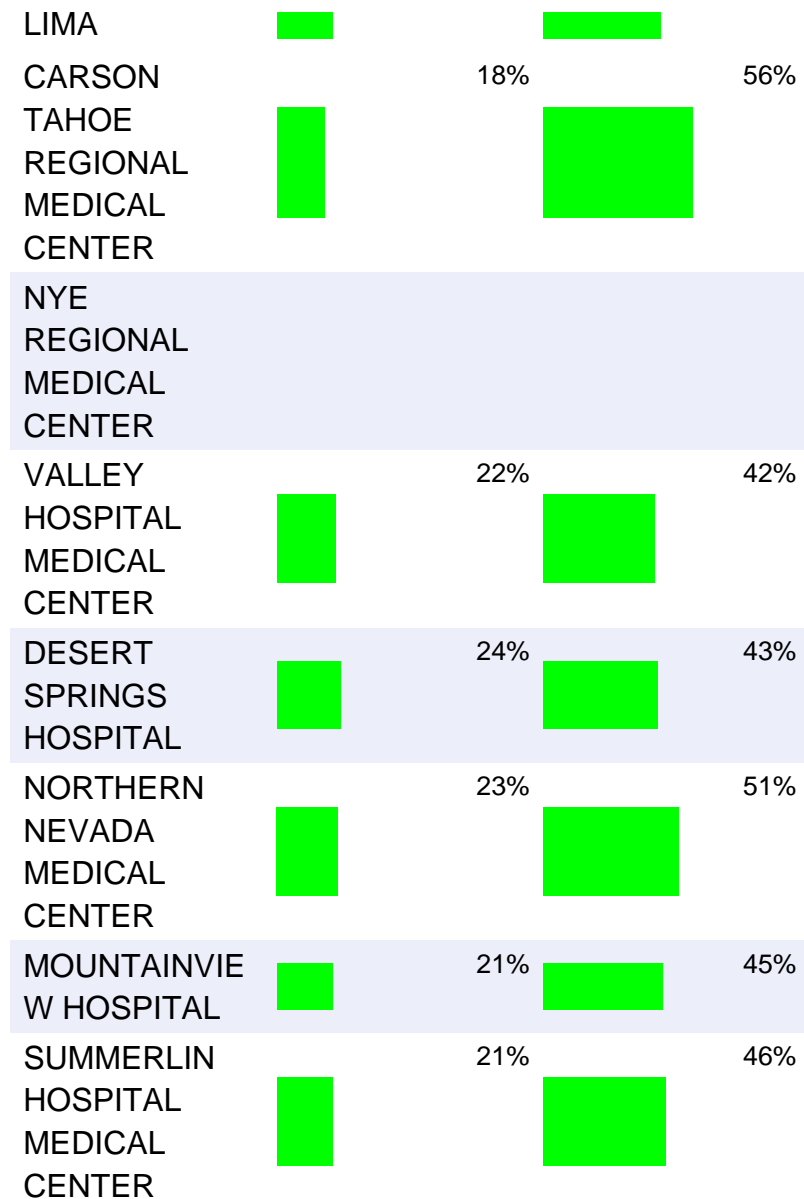 LIMA
CARSON 18% 56%
TAHOE
REGIONAL
MEDICAL
CENTER
NYE
REGIONAL
MEDICAL
CENTER
VALLEY 22% 42%
HOSPITAL
MEDICAL
CENTER
DESERT 24% 43%
SPRINGS
HOSPITAL
NORTHERN 23% 51%
NEVADA
MEDICAL
CENTER
MOUNTAINVIE 21% 45%
W HOSPITAL
SUMMERLIN 21% 46%
HOSPITAL
MEDICAL
CENTER